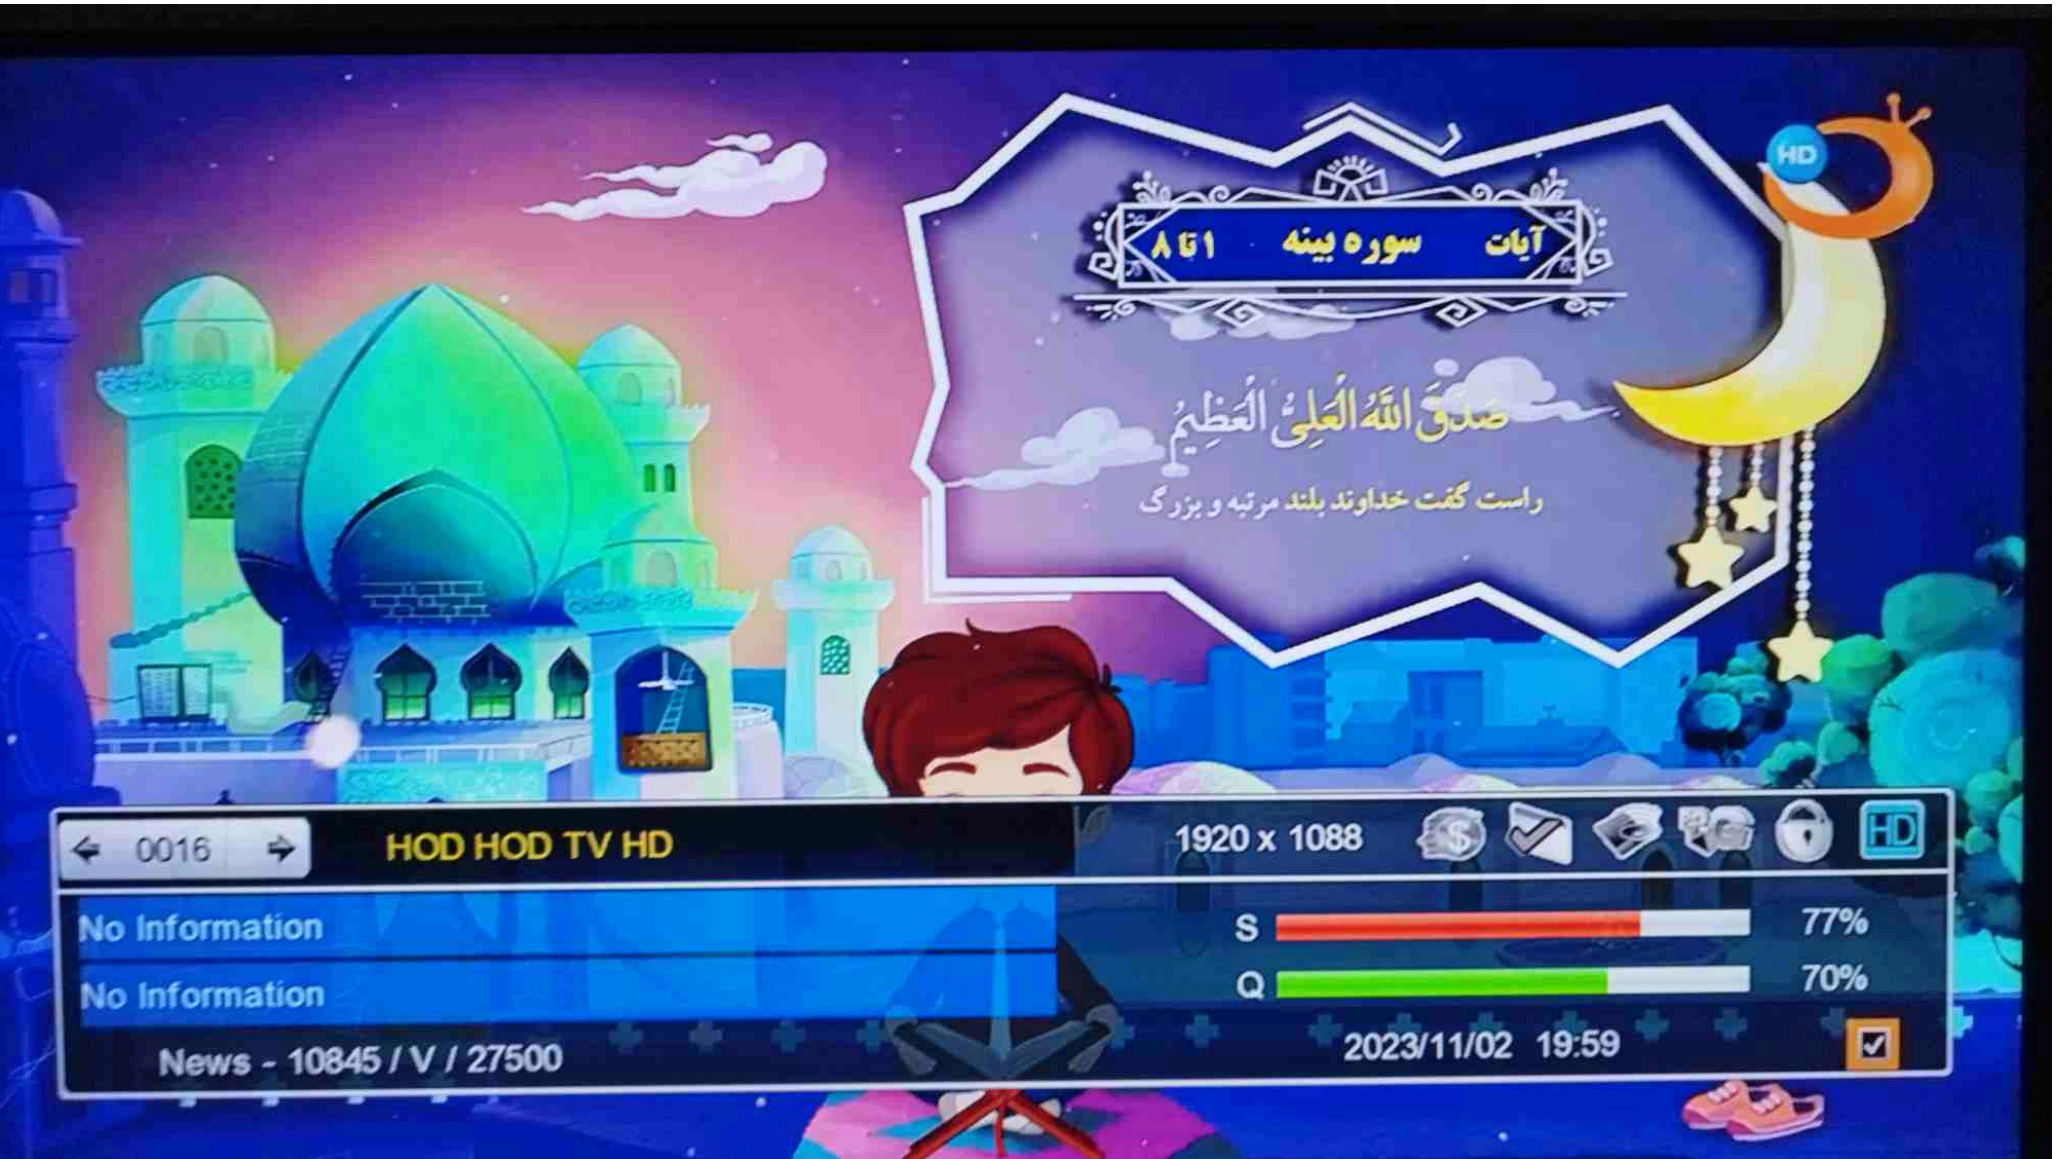 HD
آیات سوره بینه ۱ تا ۸
صَدَقَ اللَّهُ الْعَلِیُّ الْعَظِیمُ
راست گفت خداوند بلند مرتبه و بزرگ
0016 HOD HOD TV HD 1920 x 1088 $ HD
No Information
S 77%
No Information
Q 70%
News - 10845 / V / 27500
2023/11/02 19:59